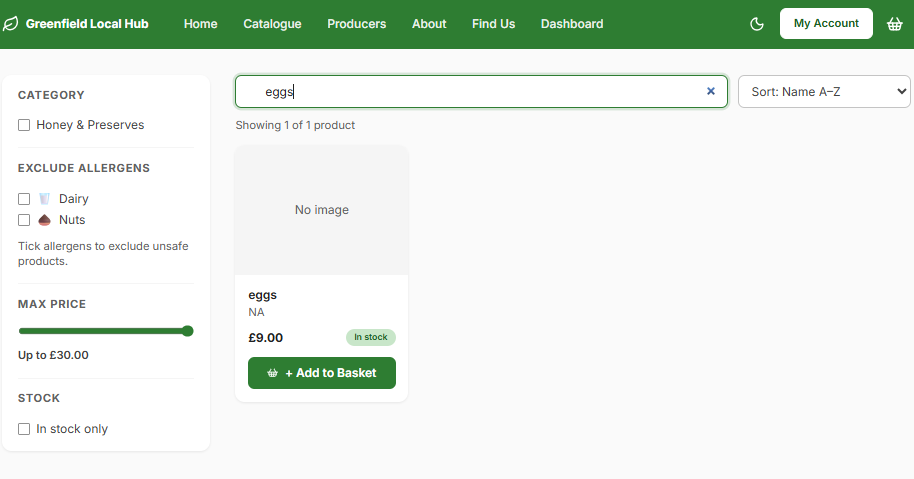 Greenfield Local Hub Home Catalogue Producers About Find Us Dashboard My Account
CATEGORY
Honey & Preserves
EXCLUDE ALLERGENS
Dairy
Nuts
Tick allergens to exclude unsafe
products.
MAX PRICE
Up to £30.00
STOCK
In stock only
eggs
Sort: Name A–Z
Showing 1 of 1 product
No image
eggs
NA
£9.00 In stock
+ Add to Basket